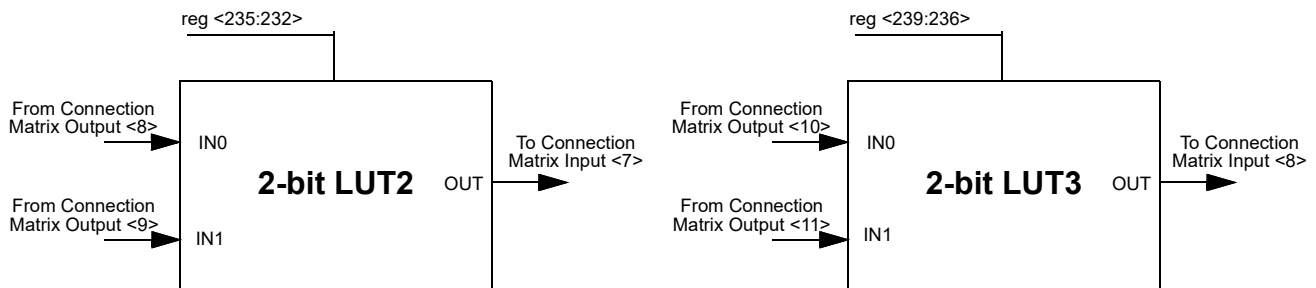 reg <235:232>
From Connection
Matrix Output <8>
IN0
2-bit LUT2
OUT
To Connection
Matrix Input <7>
From Connection
Matrix Output <9>
IN1
reg <239:236>
From Connection
Matrix Output <10>
IN0
2-bit LUT3
OUT
To Connection
Matrix Input <8>
From Connection
Matrix Output <11>
IN1